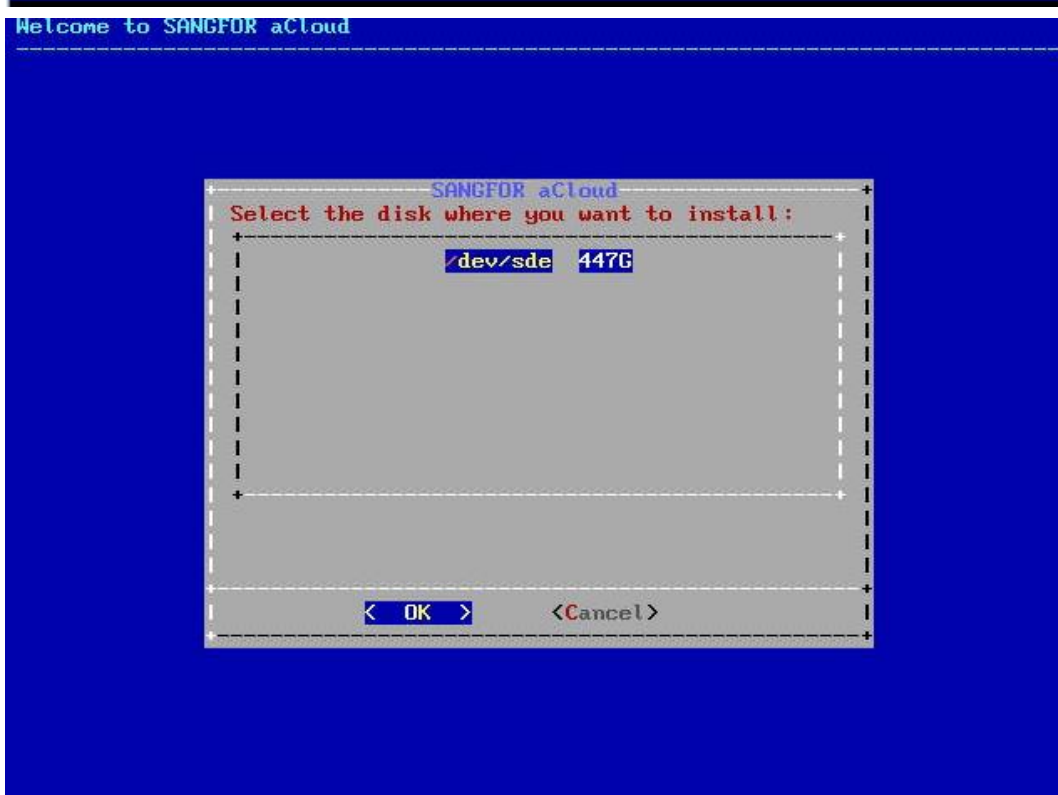 Welcome to SANGFOR aCloud
SANGFOR aCloud
Select the disk where you want to install:
/dev/sde 447G
< OK > <Cancel>